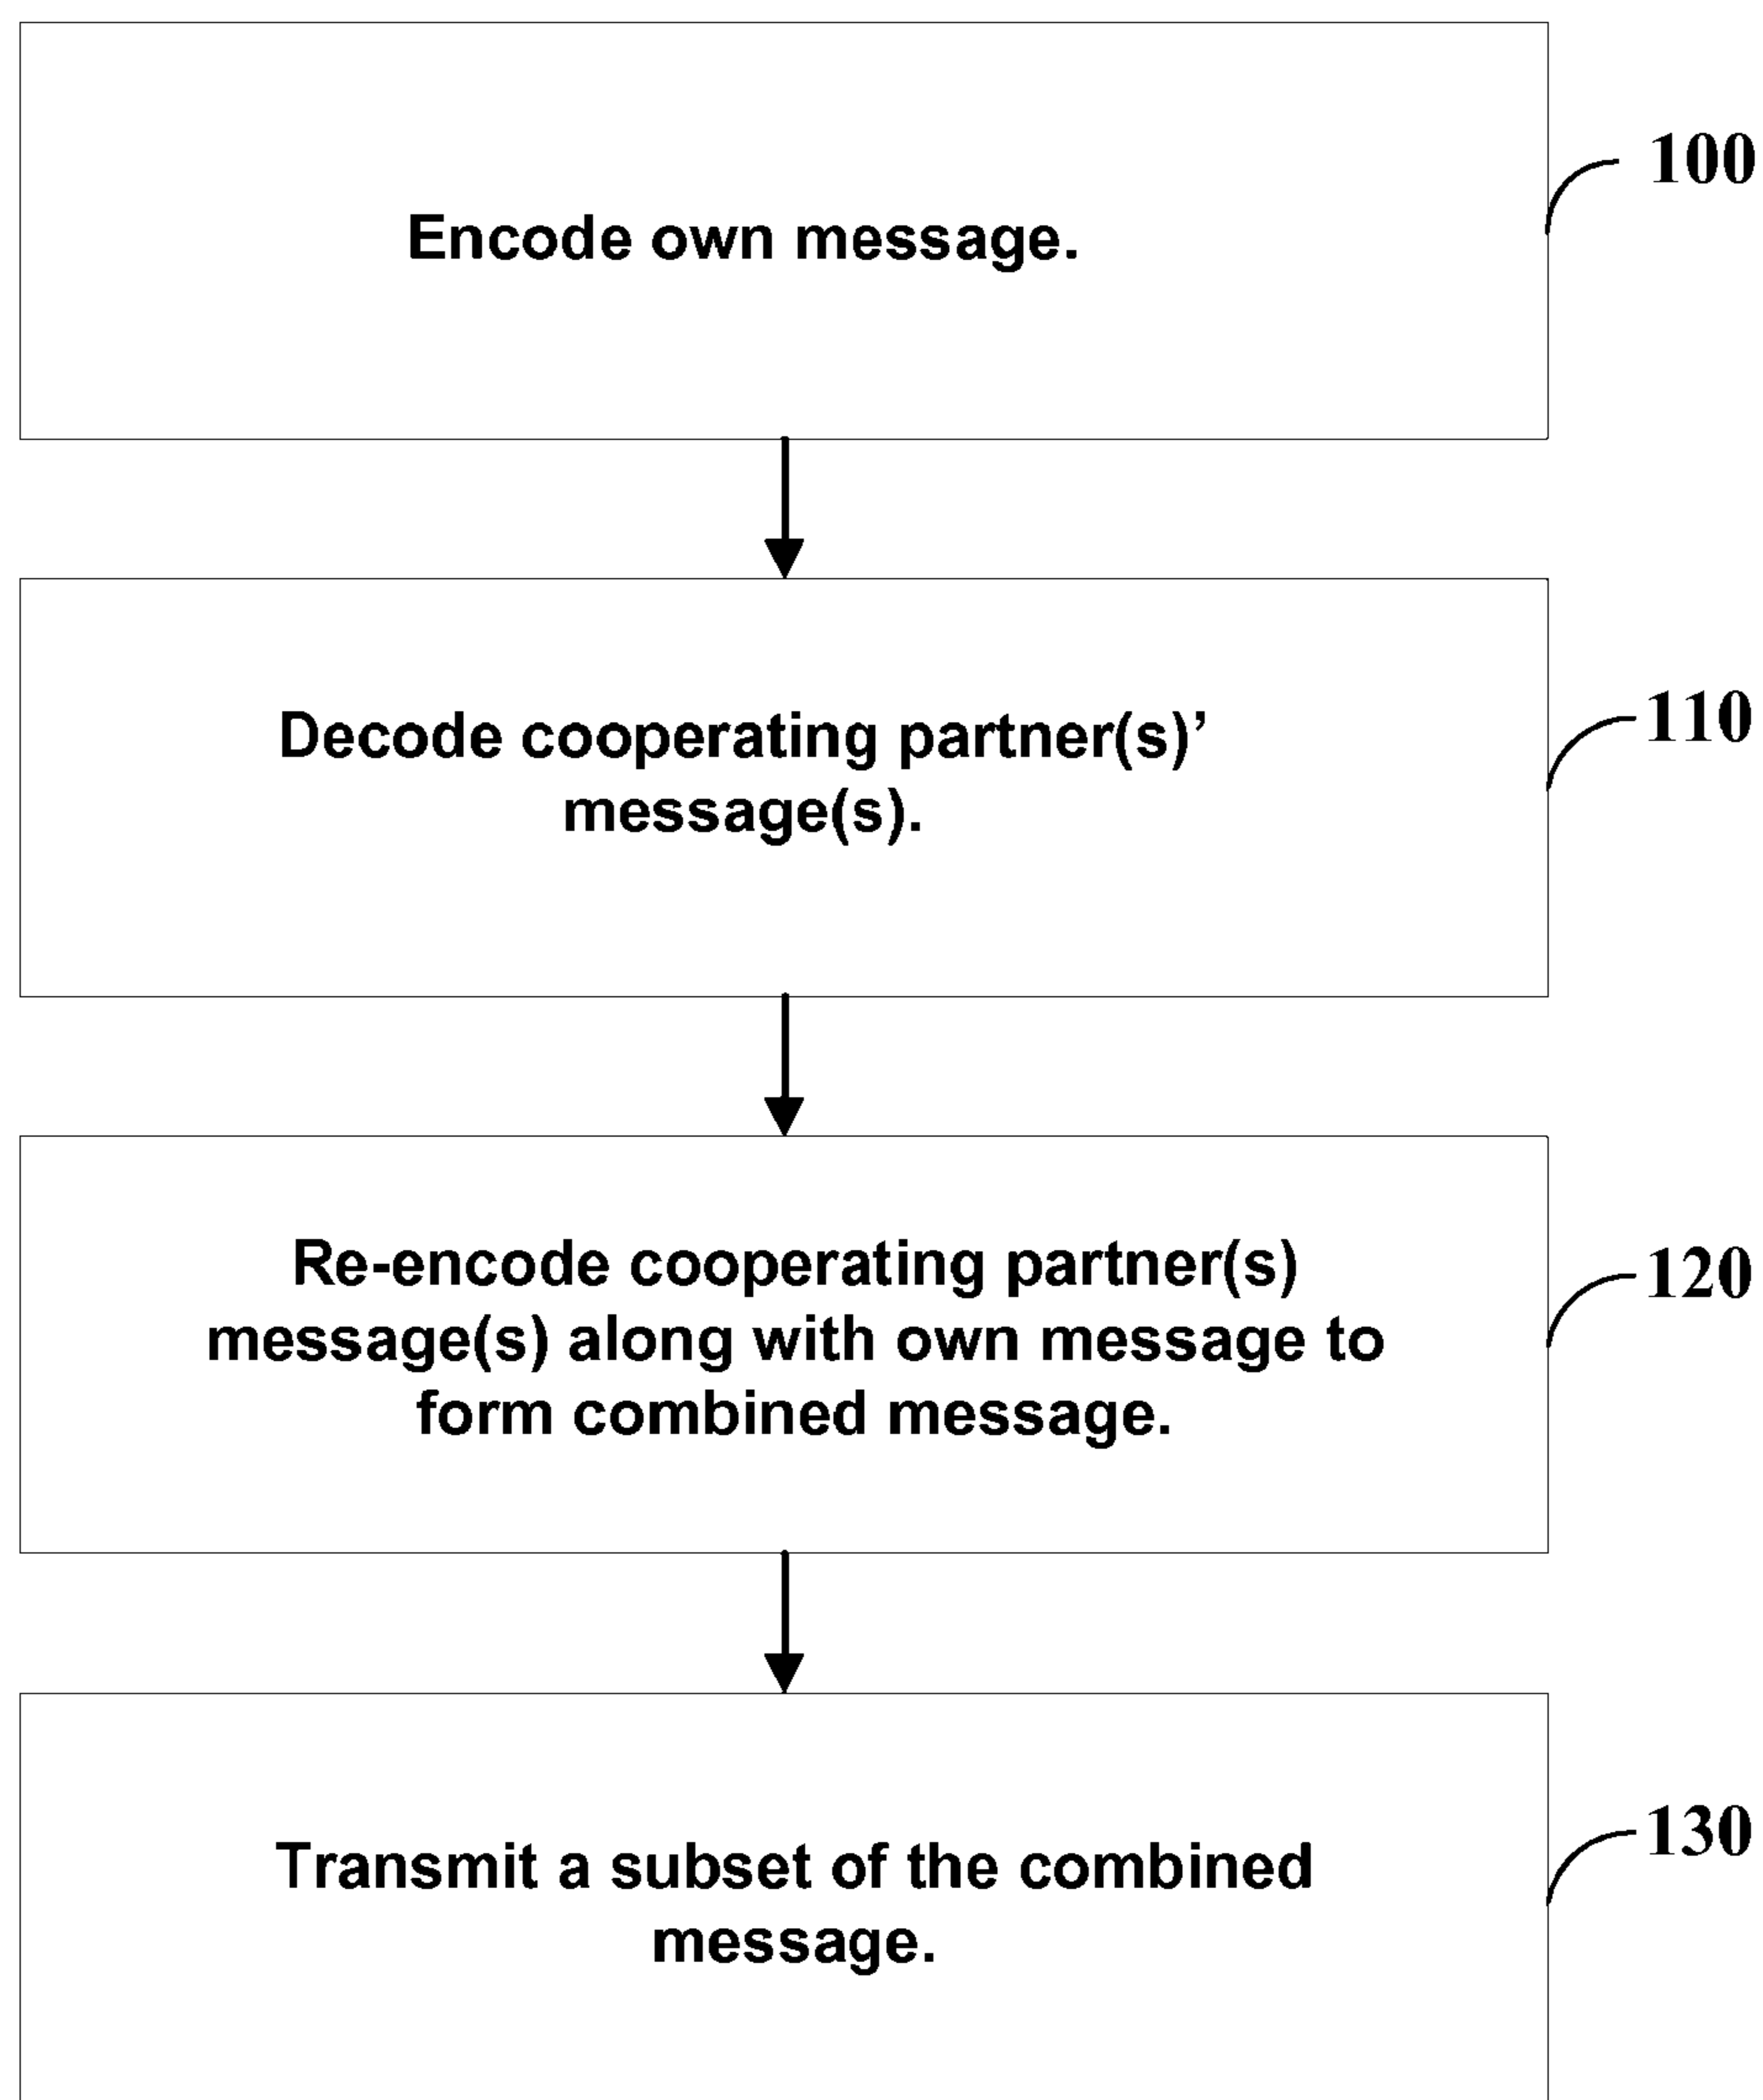 100
Encode own message.
110
Decode cooperating partner(s)’
message(s).
120
Re-encode cooperating partner(s)
message(s) along with own message to
form combined message.
130
Transmit a subset of the combined
message.